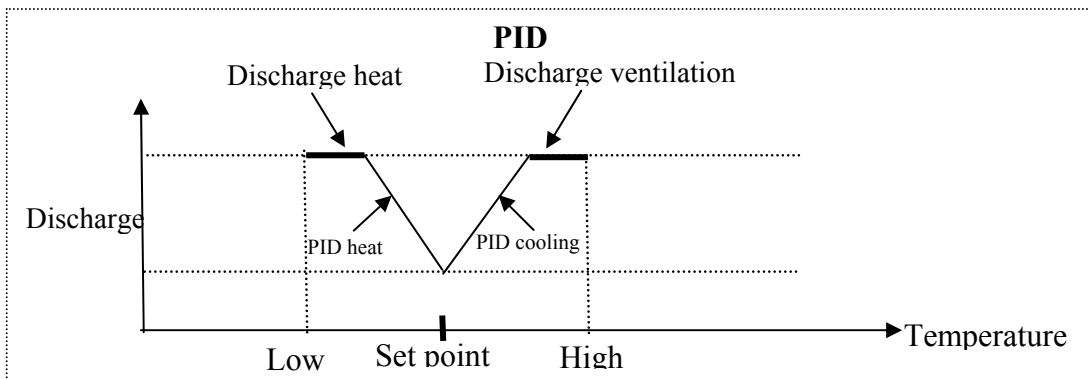 PID
Discharge heat
Discharge ventilation
Discharge
PID heat
PID cooling
Temperature
Low
Set point
High